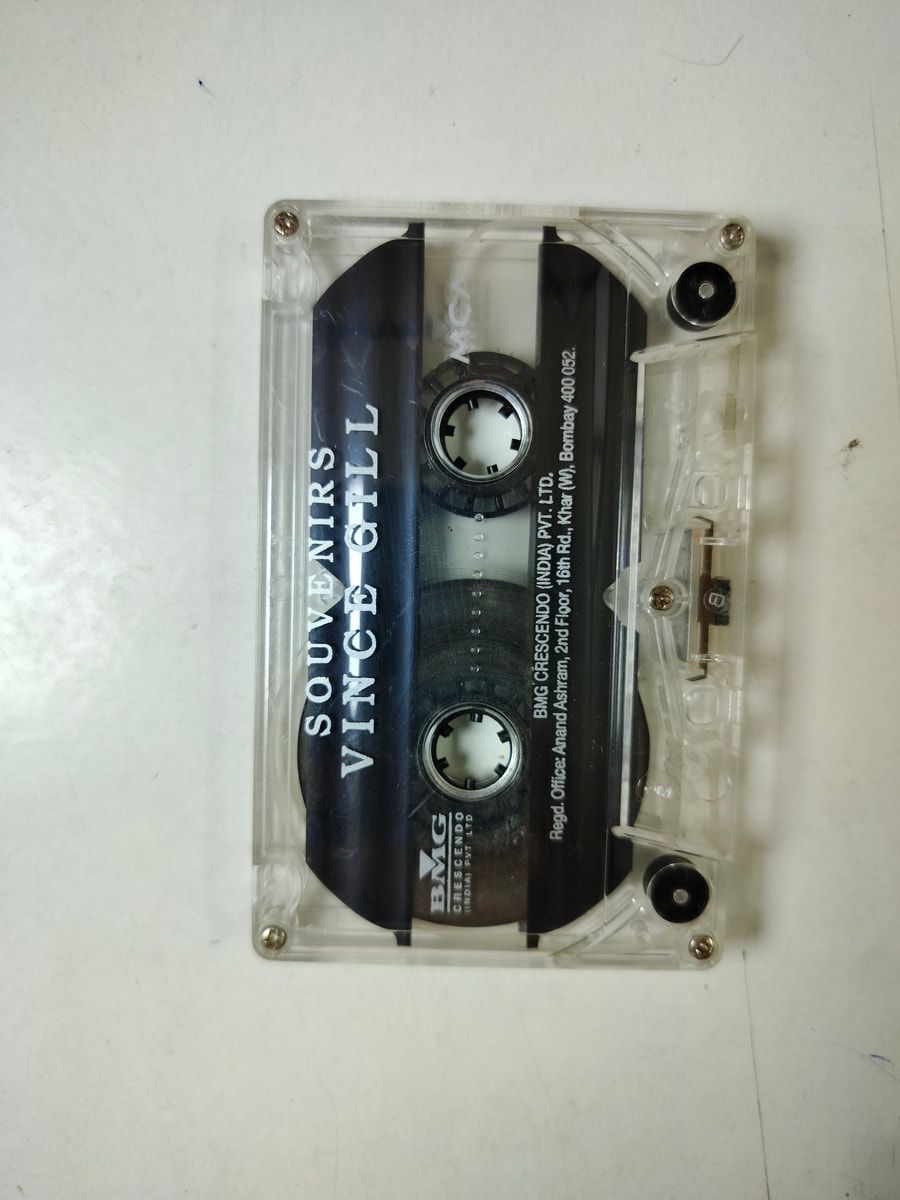 SOUVENIRS
VINCE GILL
BMG
CRESCENDO
(INDIA) PVT LTD
MCA
BMG CRESCENDO (INDIA) PVT. LTD.
Regd. Office: Anand Ashram, 2nd Floor, 16th Rd., Khar (W), Bombay 400 052.